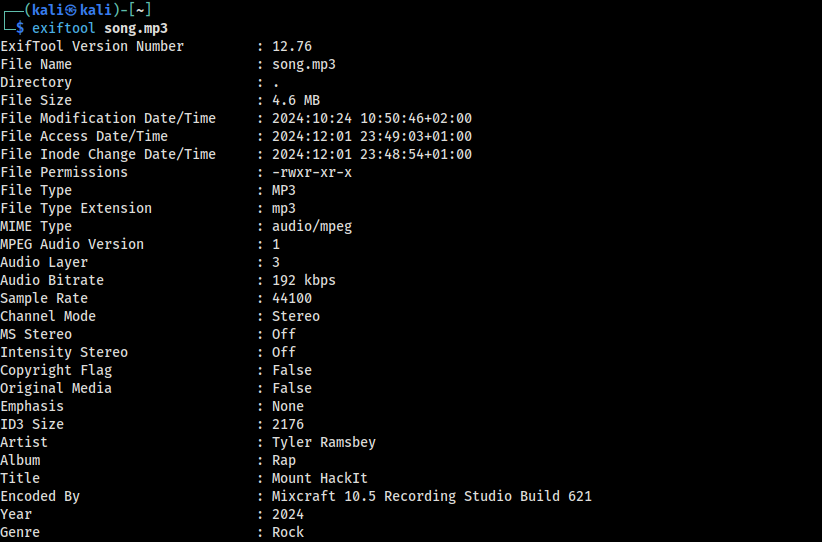 ┌──(kali㉿kali)-[~]
└─$ exiftool song.mp3
ExifTool Version Number         : 12.76
File Name                       : song.mp3
Directory                       : .
File Size                       : 4.6 MB
File Modification Date/Time     : 2024:10:24 10:50:46+02:00
File Access Date/Time           : 2024:12:01 23:49:03+01:00
File Inode Change Date/Time     : 2024:12:01 23:48:54+01:00
File Permissions                : -rwxr-xr-x
File Type                       : MP3
File Type Extension             : mp3
MIME Type                       : audio/mpeg
MPEG Audio Version              : 1
Audio Layer                     : 3
Audio Bitrate                   : 192 kbps
Sample Rate                     : 44100
Channel Mode                    : Stereo
MS Stereo                       : Off
Intensity Stereo                : Off
Copyright Flag                  : False
Original Media                  : False
Emphasis                        : None
ID3 Size                        : 2176
Artist                          : Tyler Ramsbey
Album                           : Rap
Title                           : Mount HackIt
Encoded By                      : Mixcraft 10.5 Recording Studio Build 621
Year                            : 2024
Genre                           : Rock